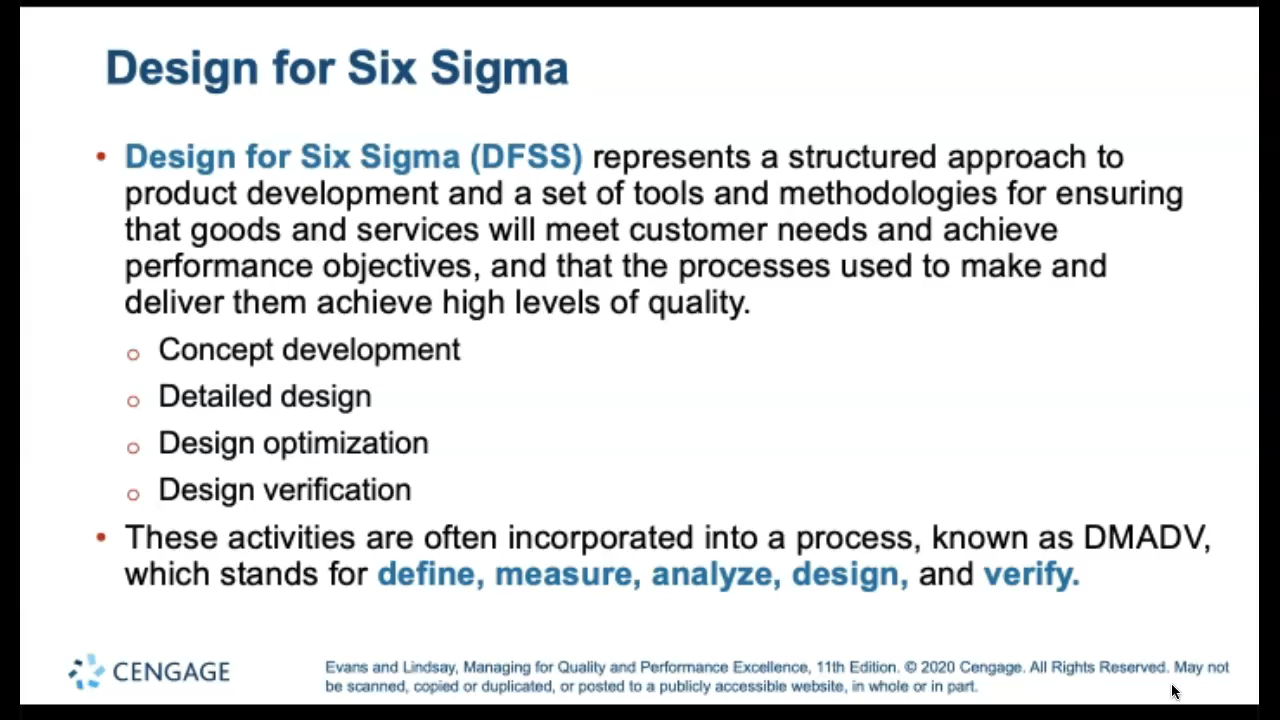 Design for Six Sigma
• Design for Six Sigma (DFSS) represents a structured approach to
product development and a set of tools and methodologies for ensuring
that goods and services will meet customer needs and achieve
performance objectives, and that the processes used to make and
deliver them achieve high levels of quality.
o Concept development
o Detailed design
o Design optimization
o Design verification
• These activities are often incorporated into a process, known as DMADV,
which stands for define, measure, analyze, design, and verify.
CENGAGE
Evans and Lindsay, Managing for Quality and Performance Excellence, 11th Edition. © 2020 Cengage. All Rights Reserved. May not
be scanned, copied or duplicated, or posted to a publicly accessible website, in whole or in part.